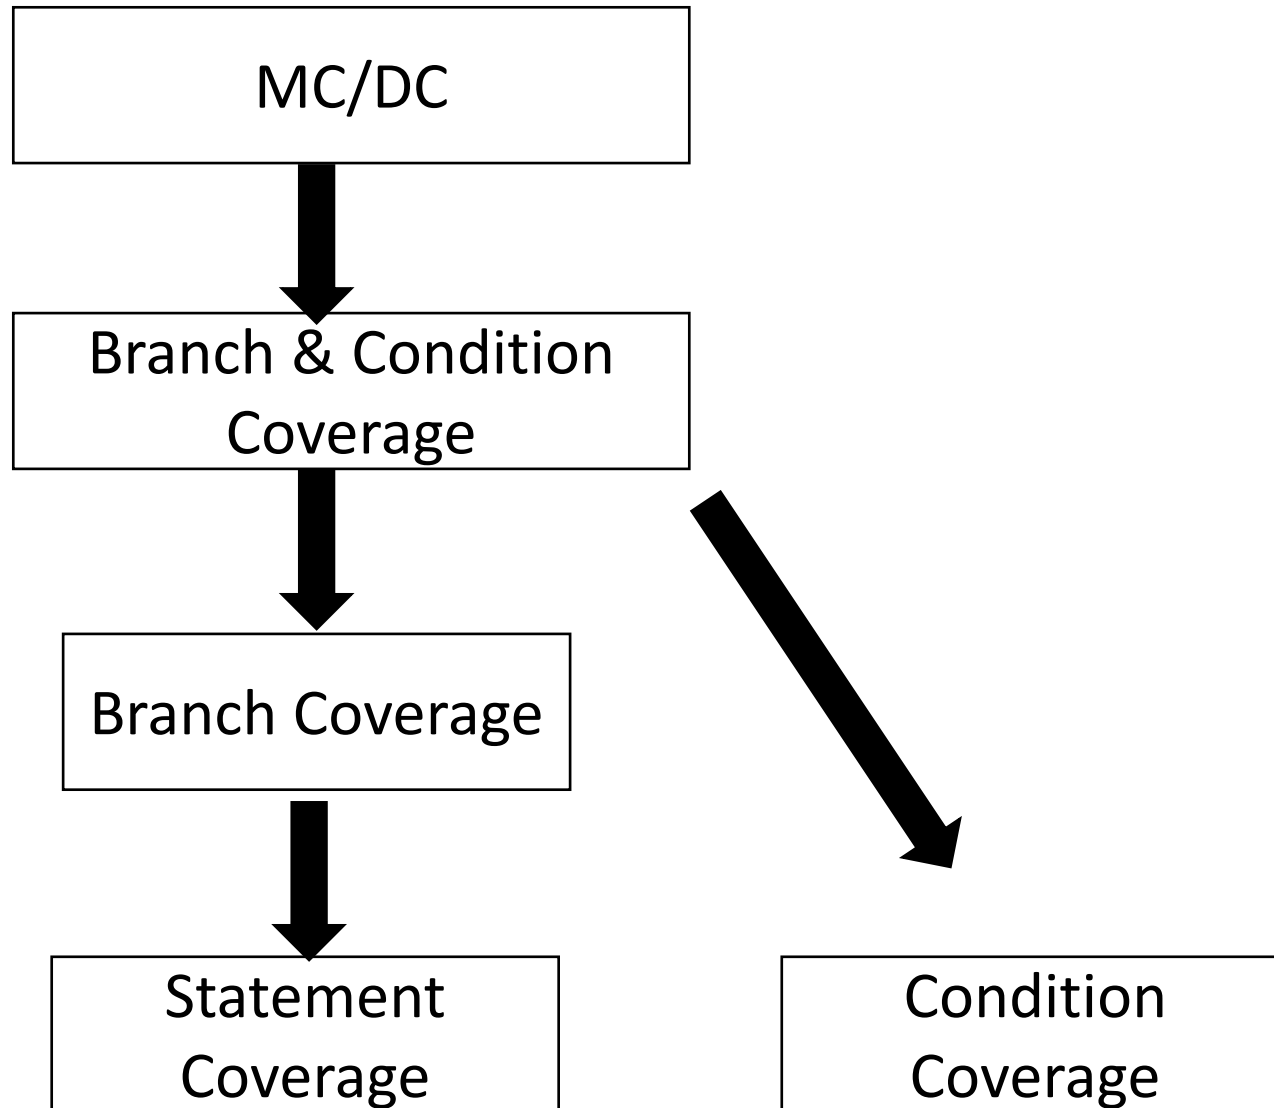 MC/DC
Branch & Condition
Coverage
Branch Coverage
Statement
Coverage
Condition
Coverage